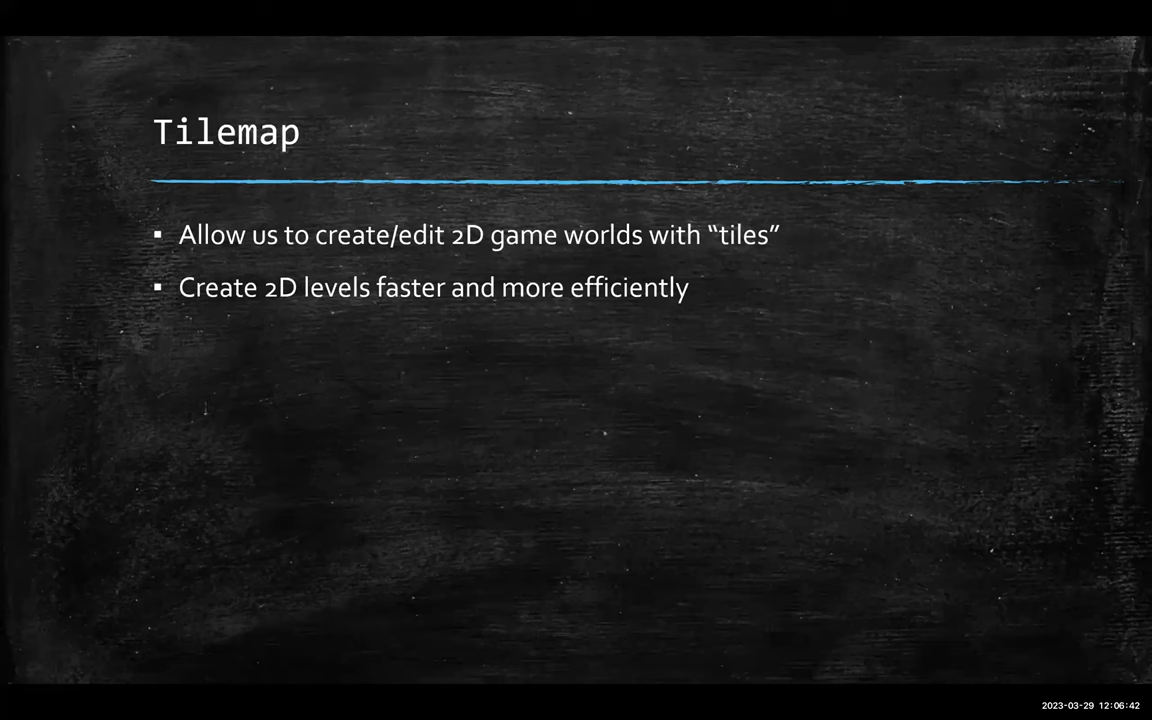 Tilemap
▪ Allow us to create/edit 2D game worlds with “tiles”
▪ Create 2D levels faster and more efficiently
2023-03-29 12:06:42